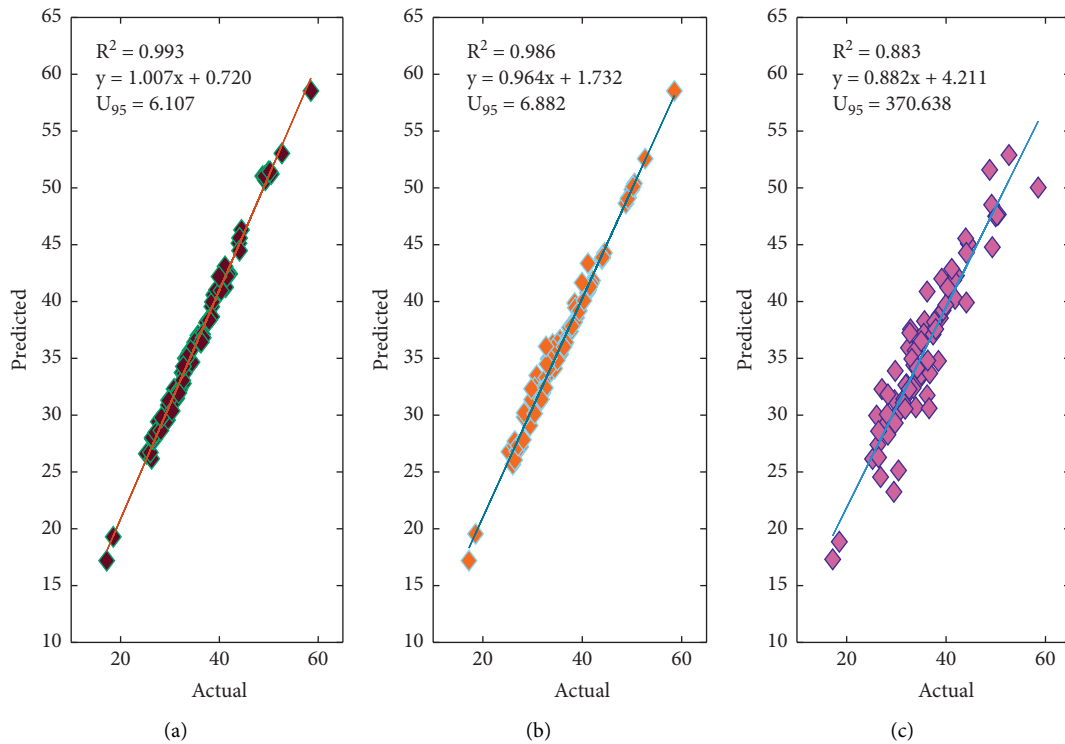 65
60
55
50
45
40
35
30
25
20
15
10
Predicted
R² = 0.993
y = 1.007x + 0.720
U₉₅ = 6.107
20
40
60
Actual
(a)
65
60
55
50
45
40
35
30
25
20
15
10
Predicted
R² = 0.986
y = 0.964x + 1.732
U₉₅ = 6.882
20
40
60
Actual
(b)
65
60
55
50
45
40
35
30
25
20
15
10
Predicted
R² = 0.883
y = 0.882x + 4.211
U₉₅ = 370.638
20
40
60
Actual
(c)